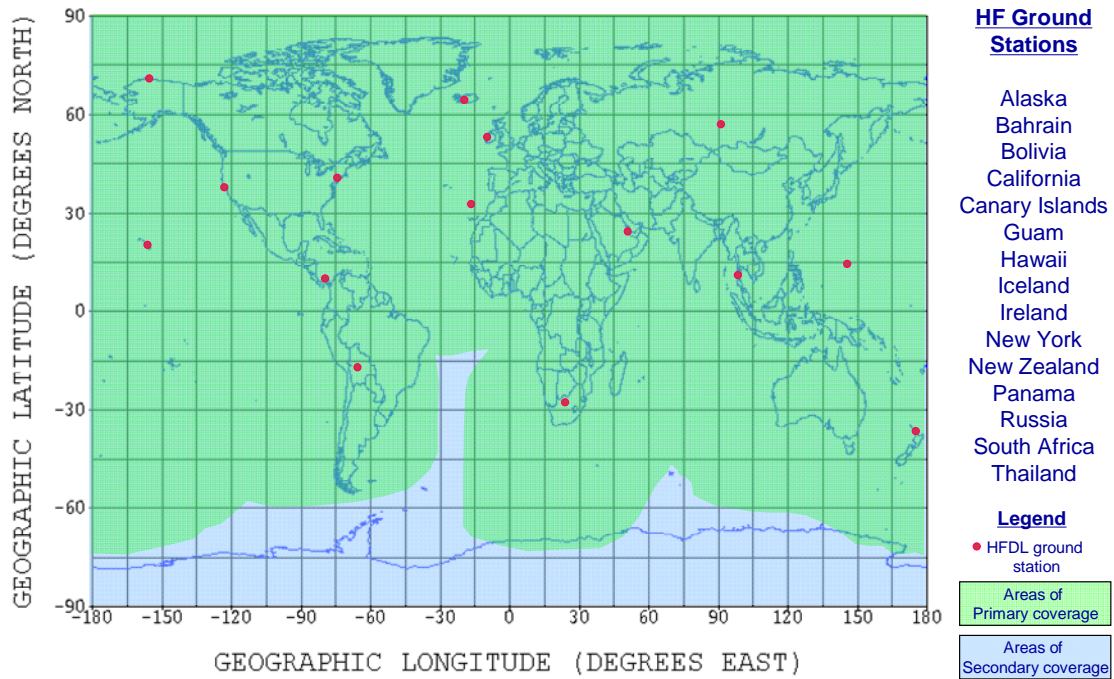 HF Ground
Stations
Alaska
Bahrain
Bolivia
California
Canary Islands
Guam
Hawaii
Iceland
Ireland
New York
New Zealand
Panama
Russia
South Africa
Thailand
Legend
HFDL ground
station
Areas of
Primary coverage
Areas of
Secondary coverage
GEOGRAPHIC LATITUDE (DEGREES NORTH)
90
60
30
0
-30
-60
-90
-180 -150 -120 -90 -60 -30 0 30 60 90 120 150 180
GEOGRAPHIC LONGITUDE (DEGREES EAST)